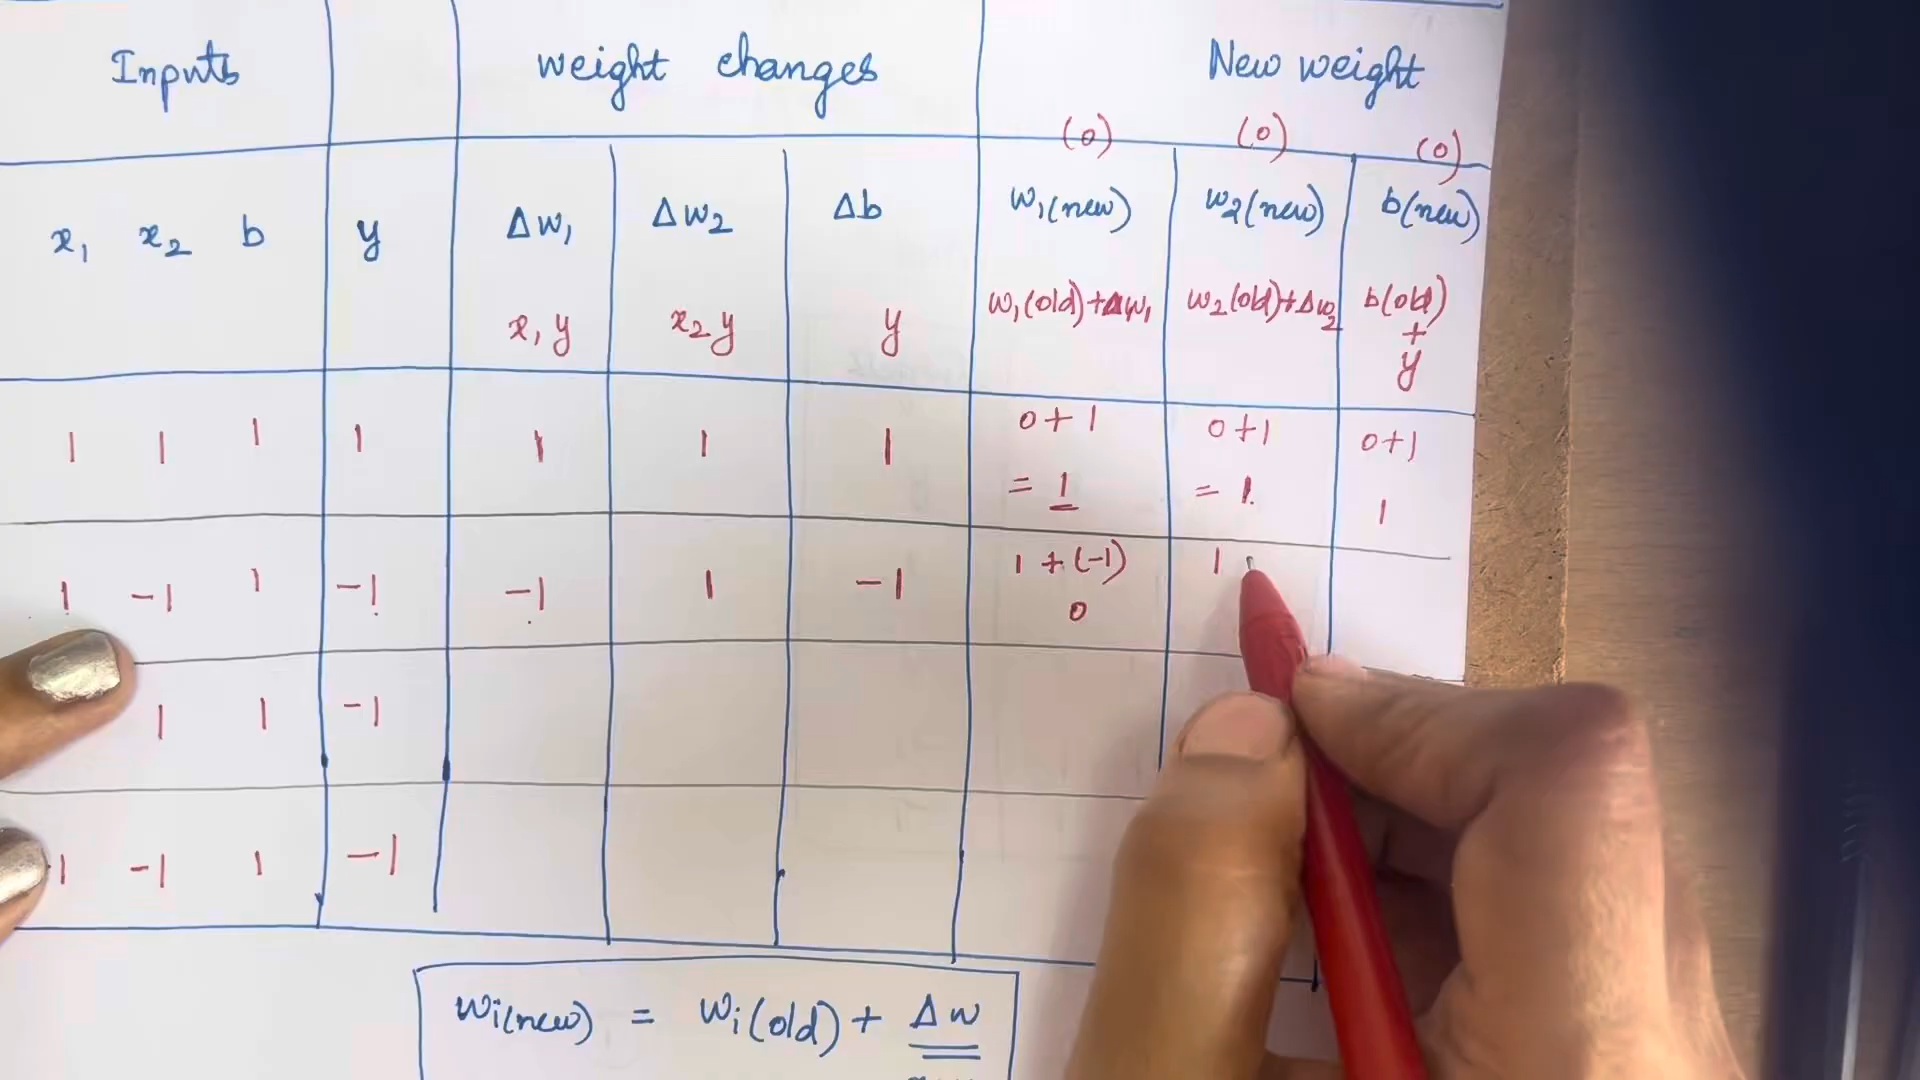 Inputs weight changes New weight
(0) (0) (0)
x₁ x₂ b y Δw₁ Δw₂ Δb w₁(new) w₂(new) b(new)
x₁y x₂y y w₁(old)+Δw₁ w₂(old)+Δw₂ b(old)
+
y
1 1 1 1 1 1 1 0+1 0+1 0+1
= 1 = 1 1
1 -1 1 -1 -1 1 -1 1+(-1) 1
0
1 1 -1
-1 1 -1
wi(new) = wi(old) + Δw